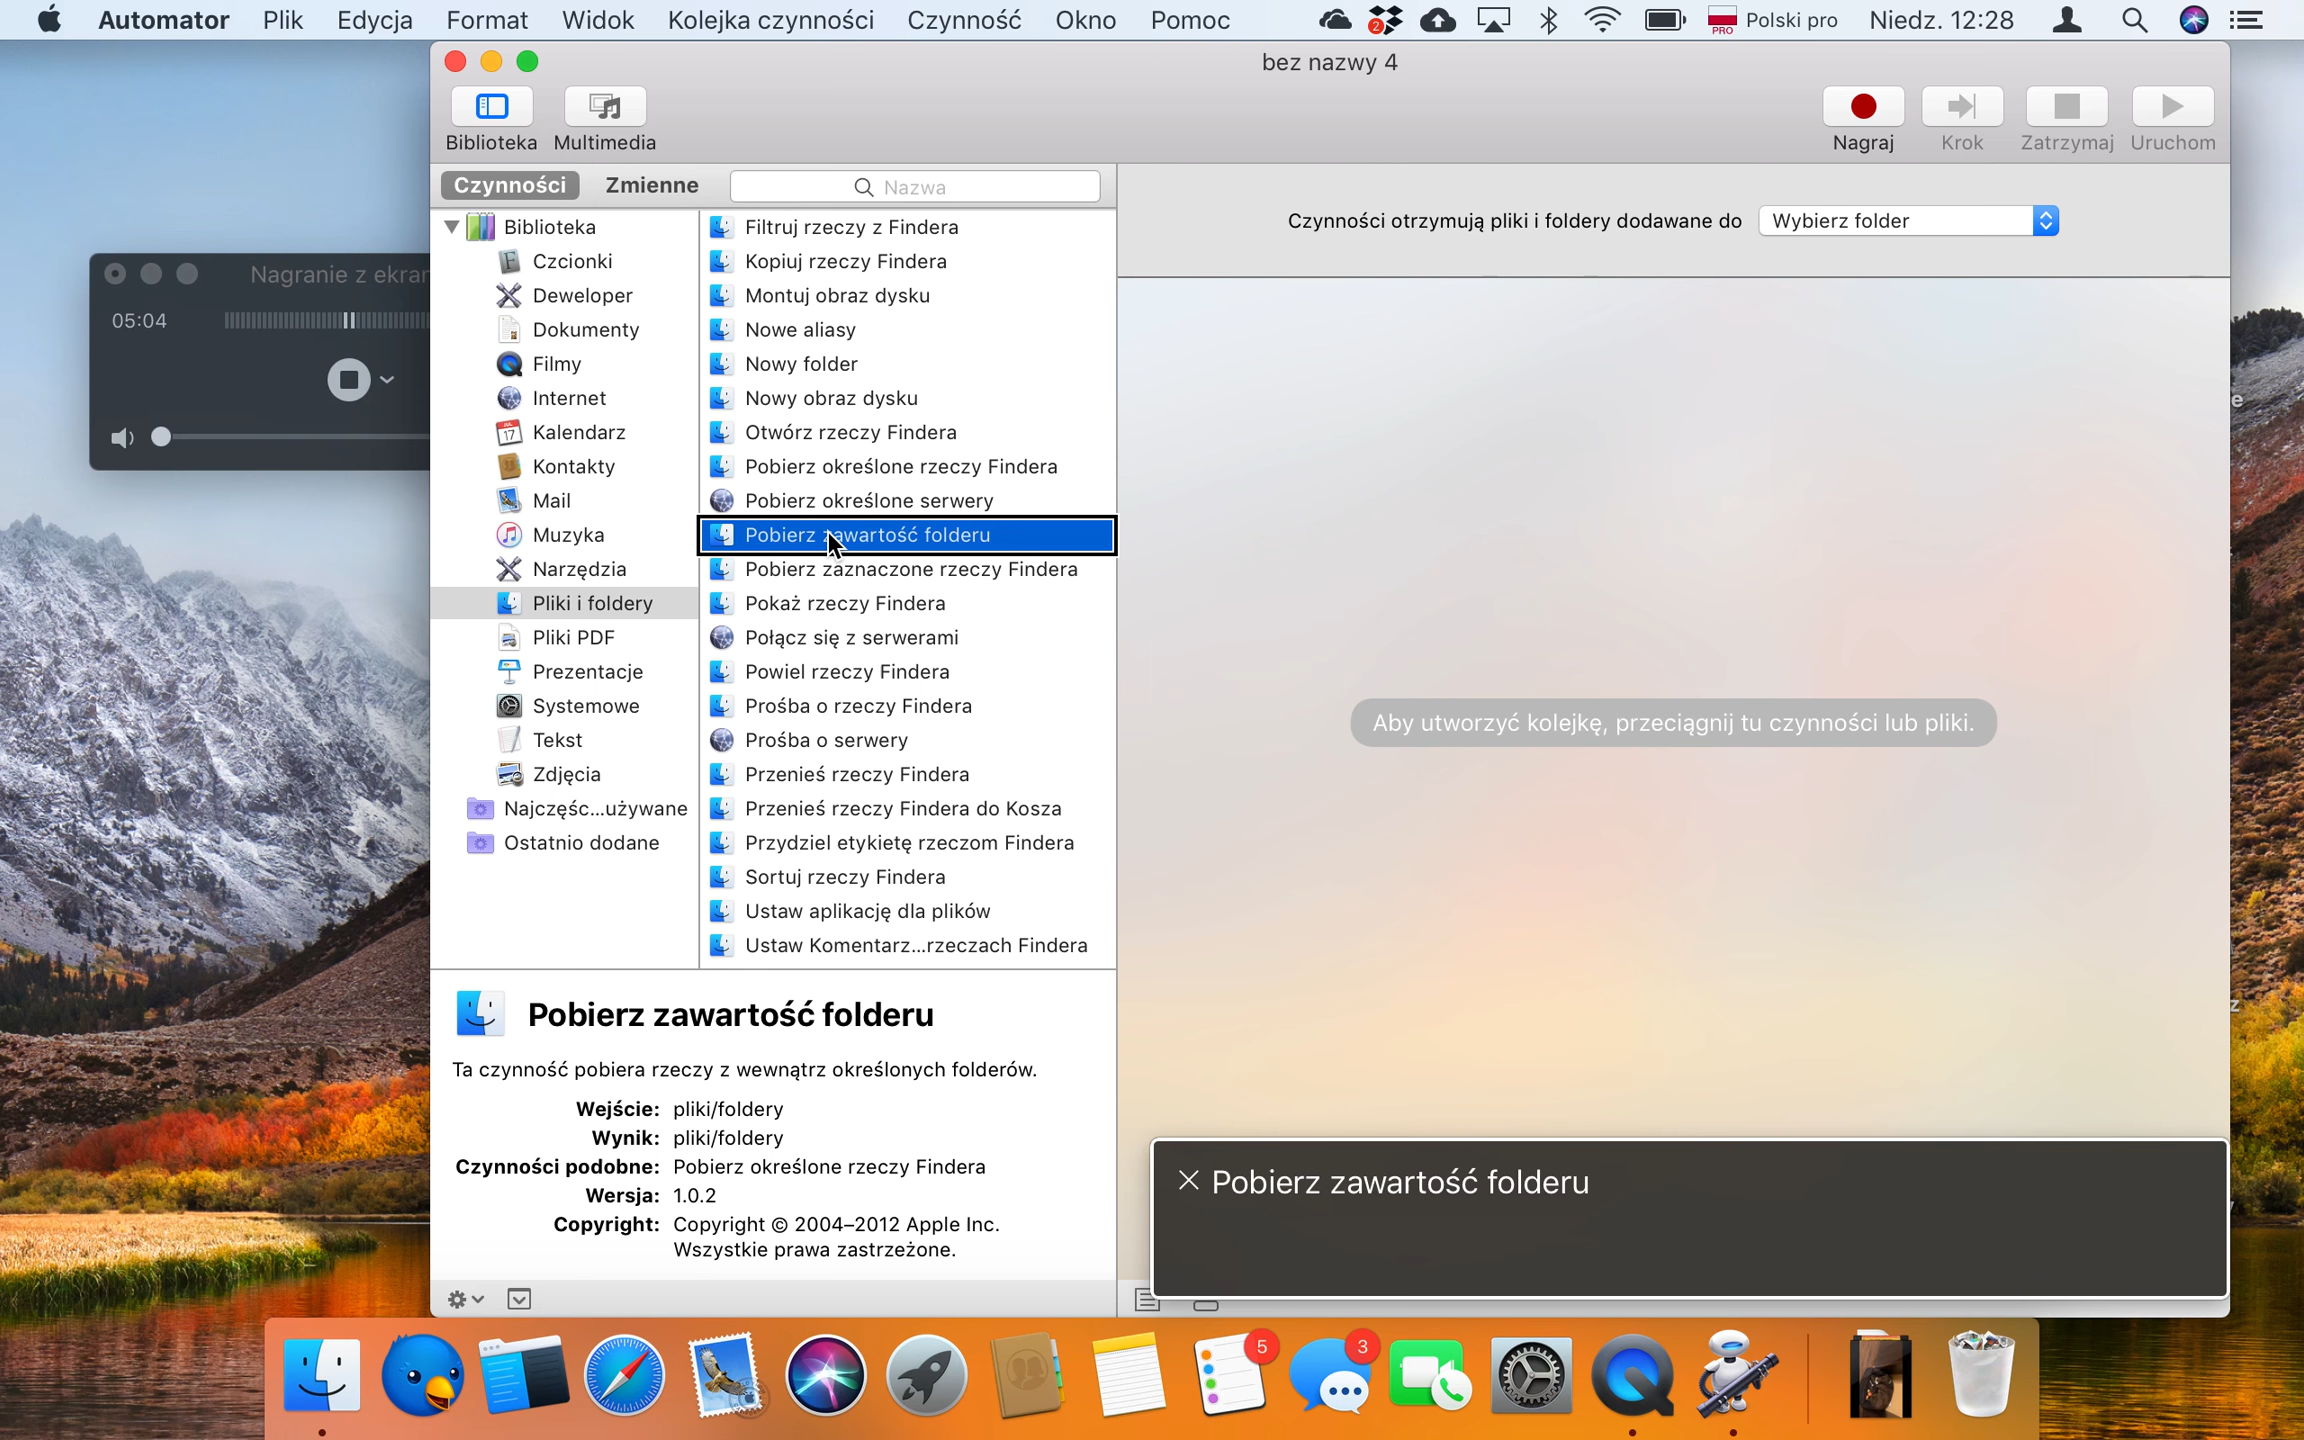 Automator Plik Edycja Format Widok Kolejka czynności Czynność Okno Pomoc 2 PRO Polski pro Niedz. 12:28
bez nazwy 4
Biblioteka Multimedia Nagraj Krok Zatrzymaj Uruchom
Czynności Zmienne Nazwa
Czynności otrzymują pliki i foldery dodawane do Wybierz folder
Nagranie z ekran
05:04
Biblioteka
Czcionki
Deweloper
Dokumenty
Filmy
Internet
Kalendarz
Kontakty
Mail
Muzyka
Narzędzia
Pliki i foldery
Pliki PDF
Prezentacje
Systemowe
Tekst
Zdjęcia
Najczęśc...używane
Ostatnio dodane
Filtruj rzeczy z Findera
Kopiuj rzeczy Findera
Montuj obraz dysku
Nowe aliasy
Nowy folder
Nowy obraz dysku
Otwórz rzeczy Findera
Pobierz określone rzeczy Findera
Pobierz określone serwery
Pobierz zawartość folderu
Pobierz zaznaczone rzeczy Findera
Pokaż rzeczy Findera
Połącz się z serwerami
Powiel rzeczy Findera
Prośba o rzeczy Findera
Prośba o serwery
Przenieś rzeczy Findera
Przenieś rzeczy Findera do Kosza
Przydziel etykietę rzeczom Findera
Sortuj rzeczy Findera
Ustaw aplikację dla plików
Ustaw Komentarz...rzeczach Findera
Aby utworzyć kolejkę, przeciągnij tu czynności lub pliki.
Pobierz zawartość folderu
Ta czynność pobiera rzeczy z wewnątrz określonych folderów.
Wejście: pliki/foldery
Wynik: pliki/foldery
Czynności podobne: Pobierz określone rzeczy Findera
Wersja: 1.0.2
Copyright: Copyright © 2004–2012 Apple Inc.
Wszystkie prawa zastrzeżone.
Pobierz zawartość folderu
5 3